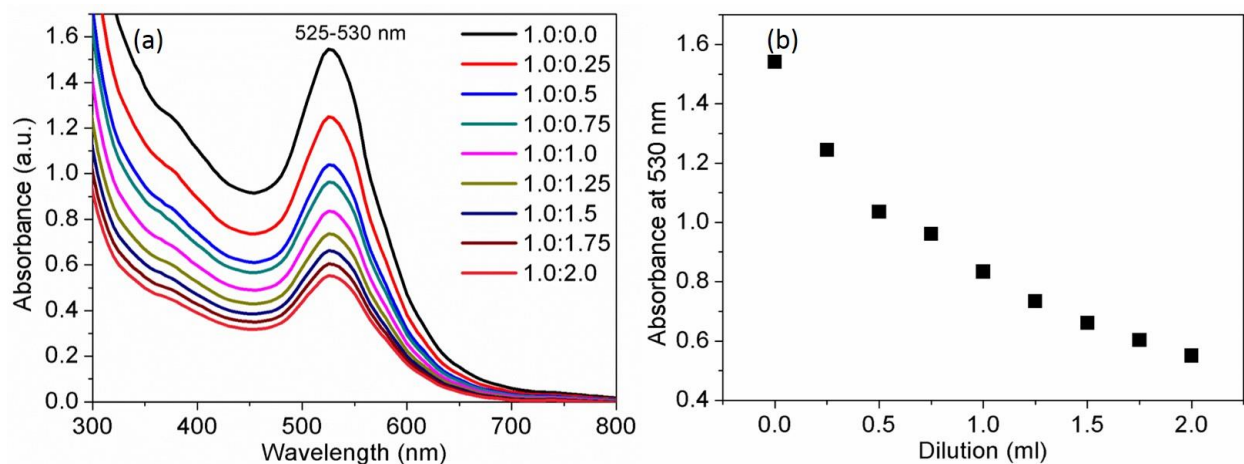 (a)
525-530 nm
1.0:0.0
1.0:0.25
1.0:0.5
1.0:0.75
1.0:1.0
1.0:1.25
1.0:1.5
1.0:1.75
1.0:2.0
Absorbance (a.u.)
1.6
1.4
1.2
1.0
0.8
0.6
0.4
0.2
0.0
300 400 500 600 700 800
Wavelength (nm)
(b)
Absorbance at 530 nm
1.6
1.4
1.2
1.0
0.8
0.6
0.4
0.0 0.5 1.0 1.5 2.0
Dilution (ml)